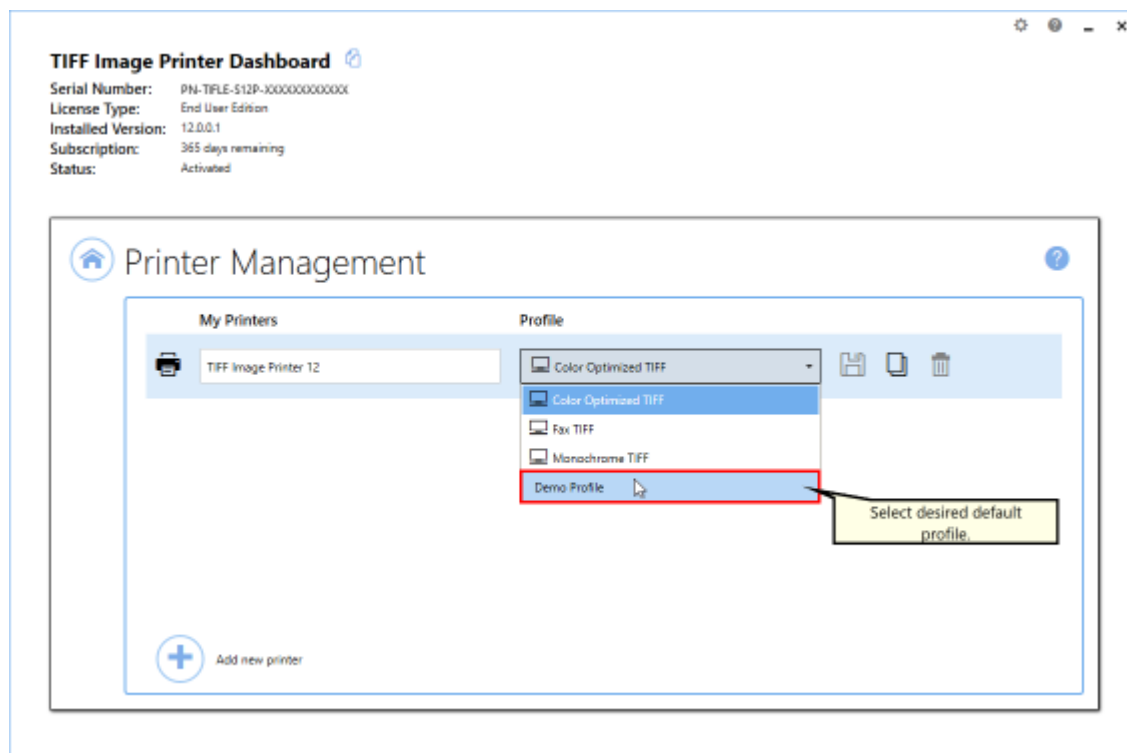 TIFF Image Printer Dashboard
Serial Number: PN-TIFLE-S12P-XXXXXXXXXXXX
License Type: End User Edition
Installed Version: 12.0.0.1
Subscription: 365 days remaining
Status: Activated
Printer Management
My Printers Profile
TIFF Image Printer 12 Color Optimized TIFF
Color Optimized TIFF
Fax TIFF
Monochrome TIFF
Demo Profile
Select desired default
profile.
Add new printer